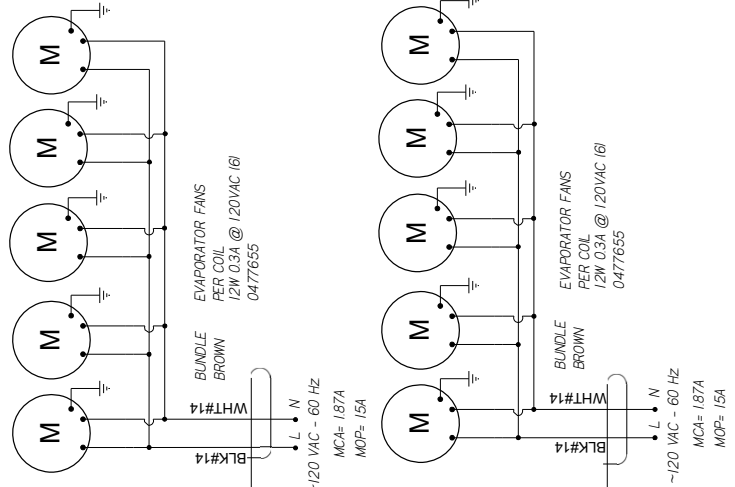 M
M
M
M
M
EVAPORATOR FANS
PER COIL
12W 0.3A @ 120VAC (6)
0477655
BUNDLE
BROWN
WHT#14
BLK#14
L N
~120 VAC - 60 Hz
MCA= 1.87A
MOP= 15A
M
M
M
M
M
EVAPORATOR FANS
PER COIL
12W 0.3A @ 120VAC (6)
0477655
BUNDLE
BROWN
WHT#14
BLK#14
L N
~120 VAC - 60 Hz
MCA= 1.87A
MOP= 15A